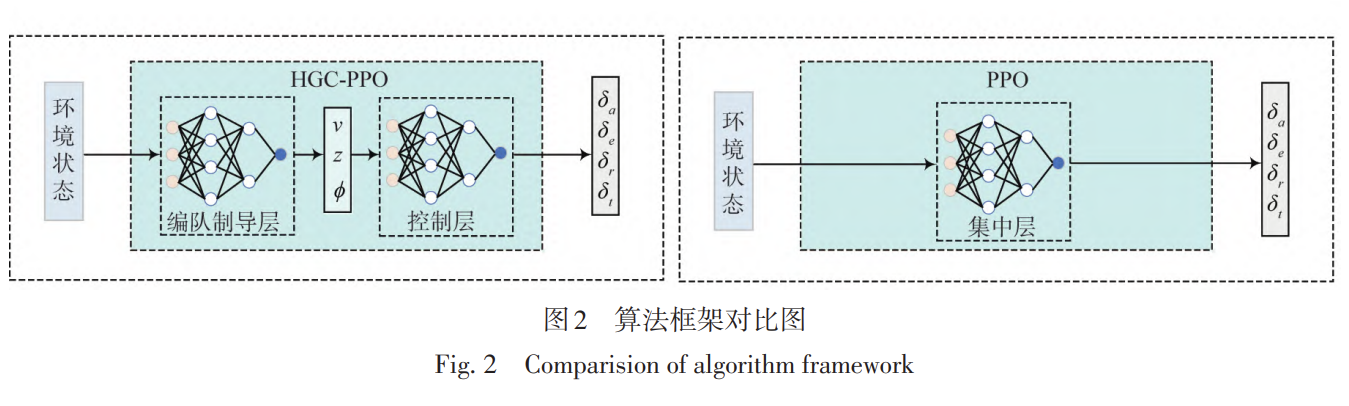 HGC-PPO
环境状态
编队制导层
v
z
ϕ
控制层
δa
δe
δr
δt
PPO
环境状态
集中层
δa
δe
δr
δt
图2 算法框架对比图
Fig. 2 Comparision of algorithm framework